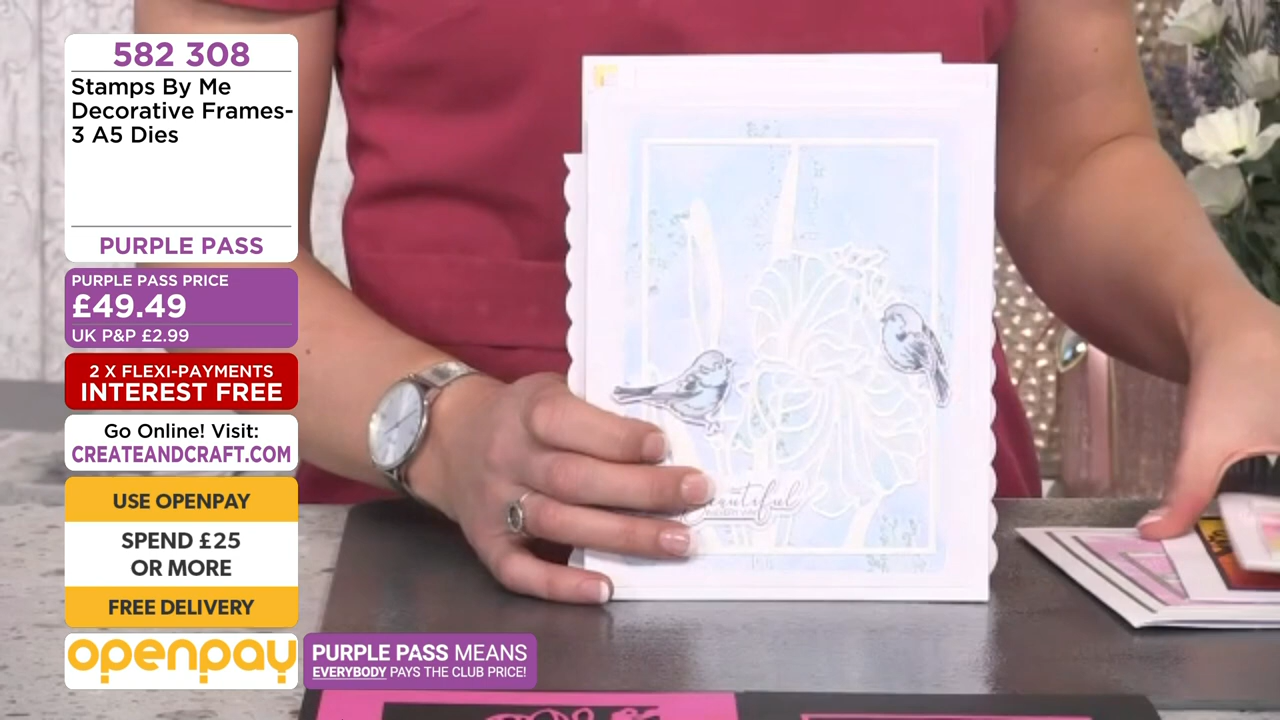 582 308
Stamps By Me
Decorative Frames-
3 A5 Dies
PURPLE PASS
PURPLE PASS PRICE
£49.49
UK P&P £2.99
2 X FLEXI-PAYMENTS
INTEREST FREE
Go Online! Visit:
CREATEANDCRAFT.COM
USE OPENPAY
SPEND £25
OR MORE
FREE DELIVERY
openpay
PURPLE PASS MEANS
EVERYBODY PAYS THE CLUB PRICE!
Beautiful